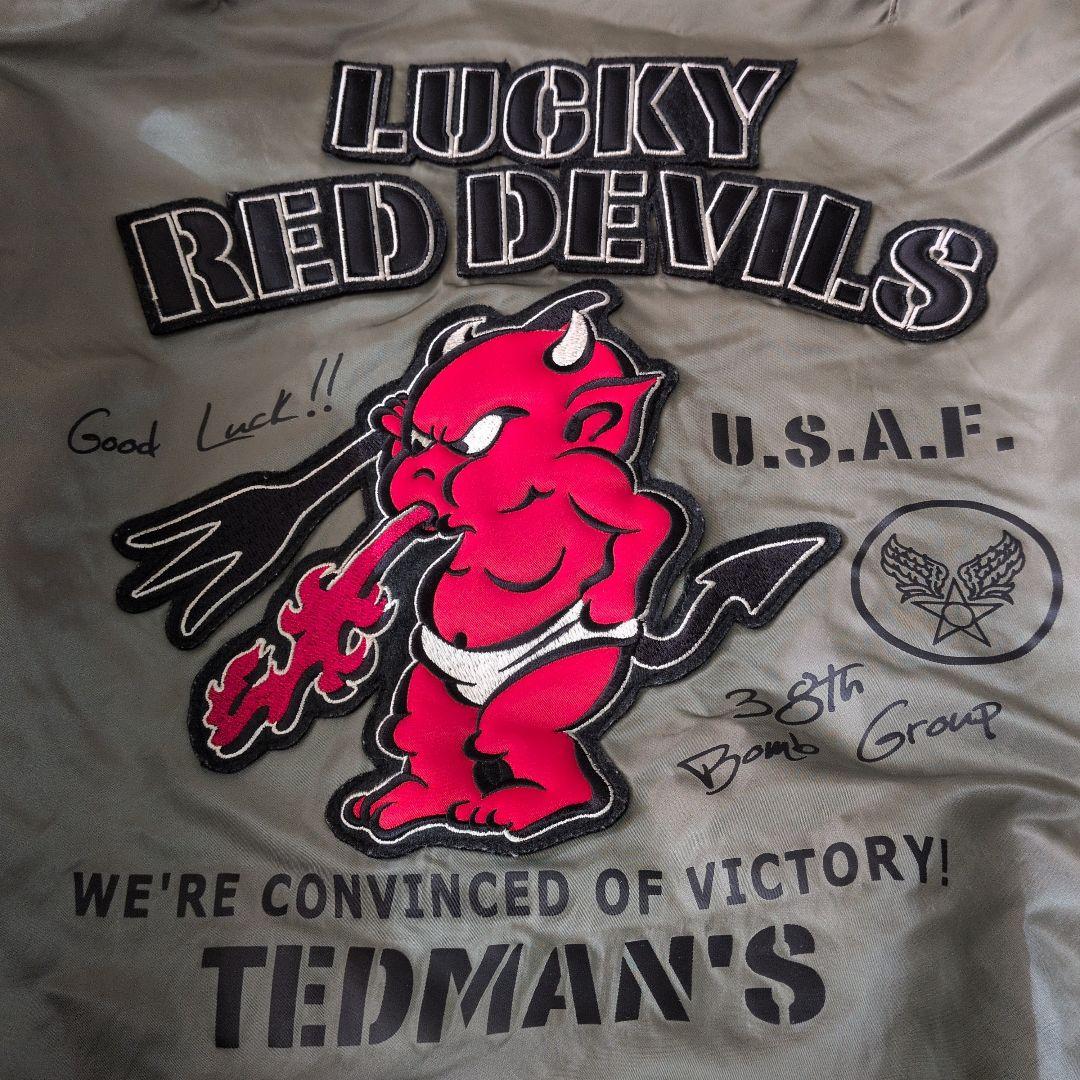 LUCKY
RED DEVILS
Good Luck!!
U.S.A.F.
38th
Bomb Group
WE'RE CONVINCED OF VICTORY!
TEDMAN'S